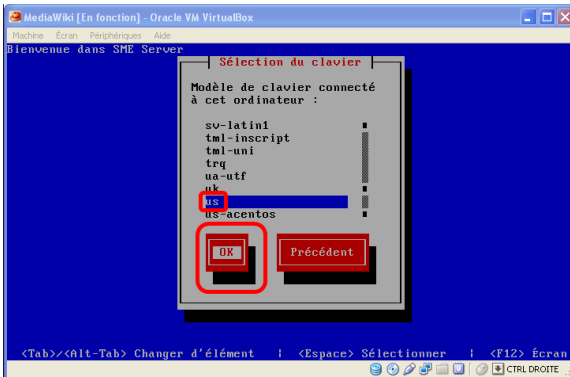 MediaWiki [En fonction] - Oracle VM VirtualBox
Machine Écran Périphériques Aide
Bienvenue dans SME Server
Sélection du clavier
Modèle de clavier connecté
à cet ordinateur :
sv-latin1
tml-inscript
tml-uni
trq
ua-utf
uk
us
us-acentos
OK Précédent
<Tab>/<Alt-Tab> Changer d'élément | <Espace> Sélectionner | <F12> Écran
CTRL DROITE